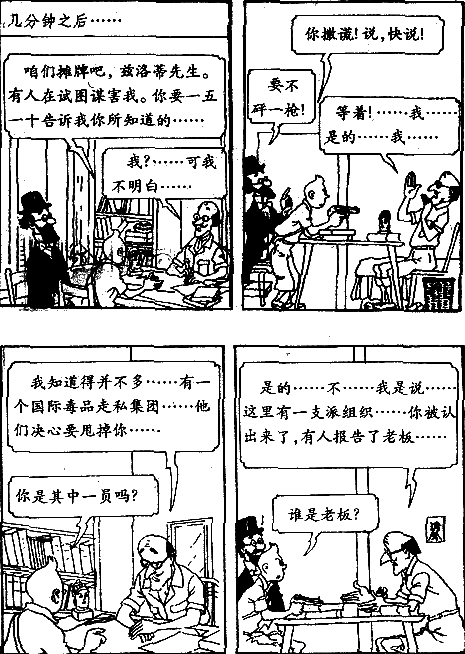 几分钟之后……
咱们摊牌吧，兹洛蒂先生。
有人在试图谋害我。你要一五
一十告诉我你所知道的……
我？……可我
不明白……
你撒谎！说，快说！
要不
砰一枪！
等着！……我……
是的……我……
我知道得并不多……有一
个国际毒品走私集团……他
们决心要甩掉你……
你是其中一员吗？
是的……不……我是说……
这里有一支派组织……你被认
出来了，有人报告了老板……
谁是老板？